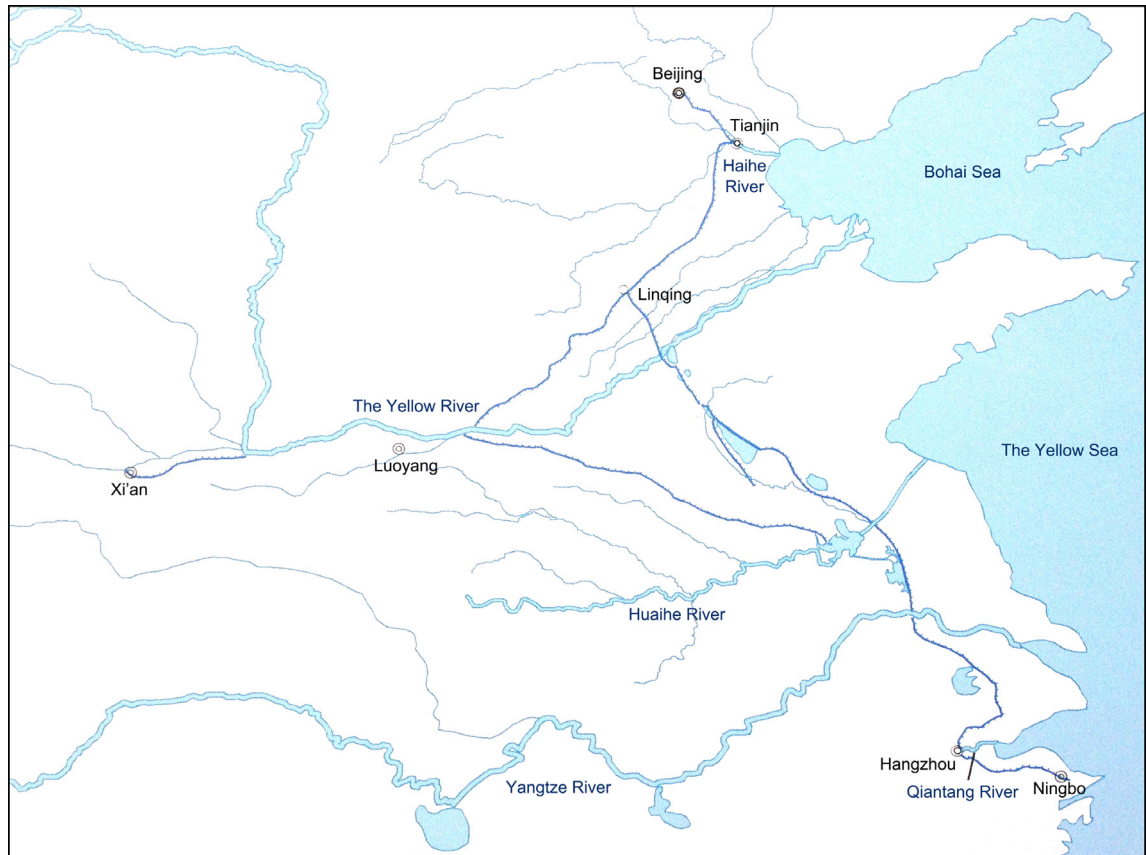 Beijing
Tianjin
Haihe
River
Bohai Sea
Linqing
The Yellow River
Luoyang
The Yellow Sea
Xi'an
Huaihe River
Hangzhou
Yangtze River
Qiantang River
Ningbo